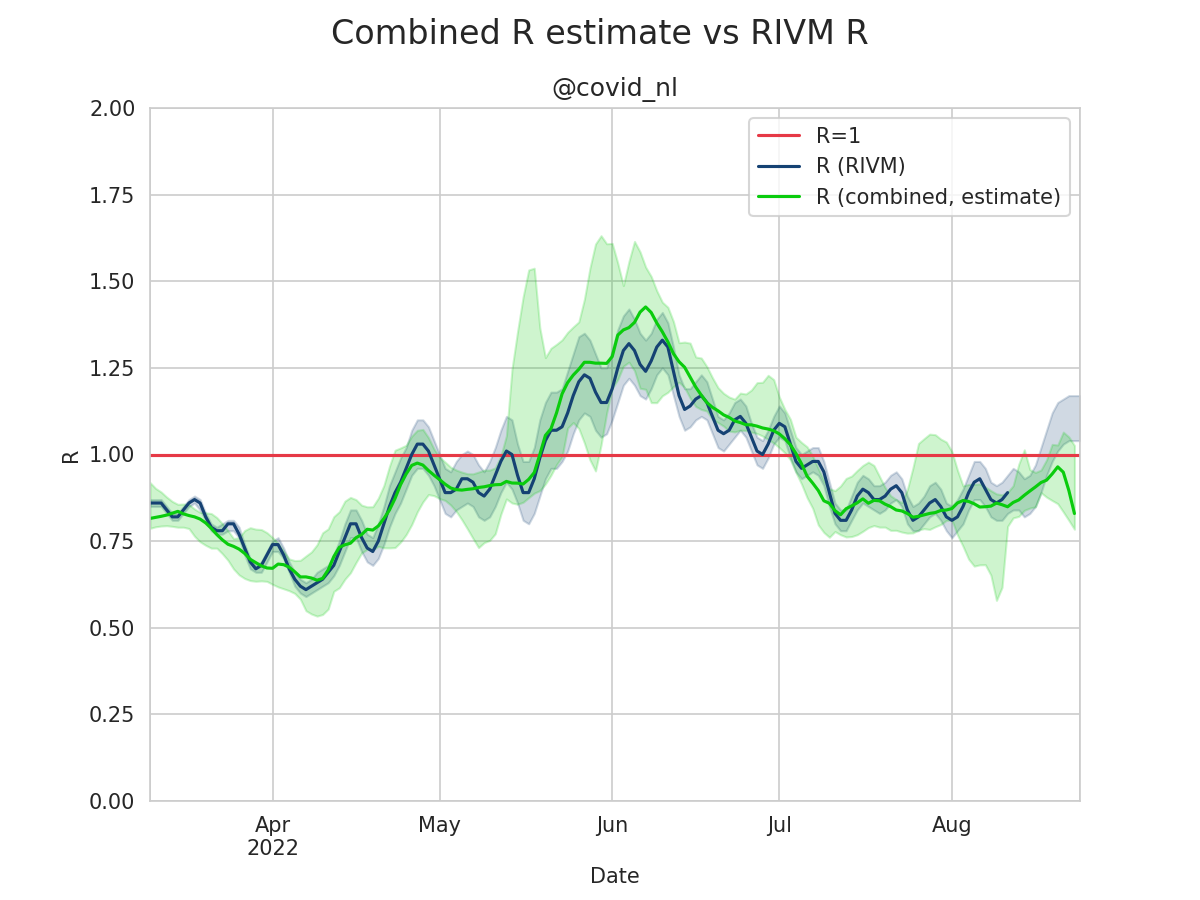 Combined R estimate vs RIVM R
@covid_nl
R=1
R (RIVM)
R (combined, estimate)
2.00
1.75
1.50
1.25
1.00
0.75
0.50
0.25
0.00
R
Apr May Jun Jul Aug
2022
Date